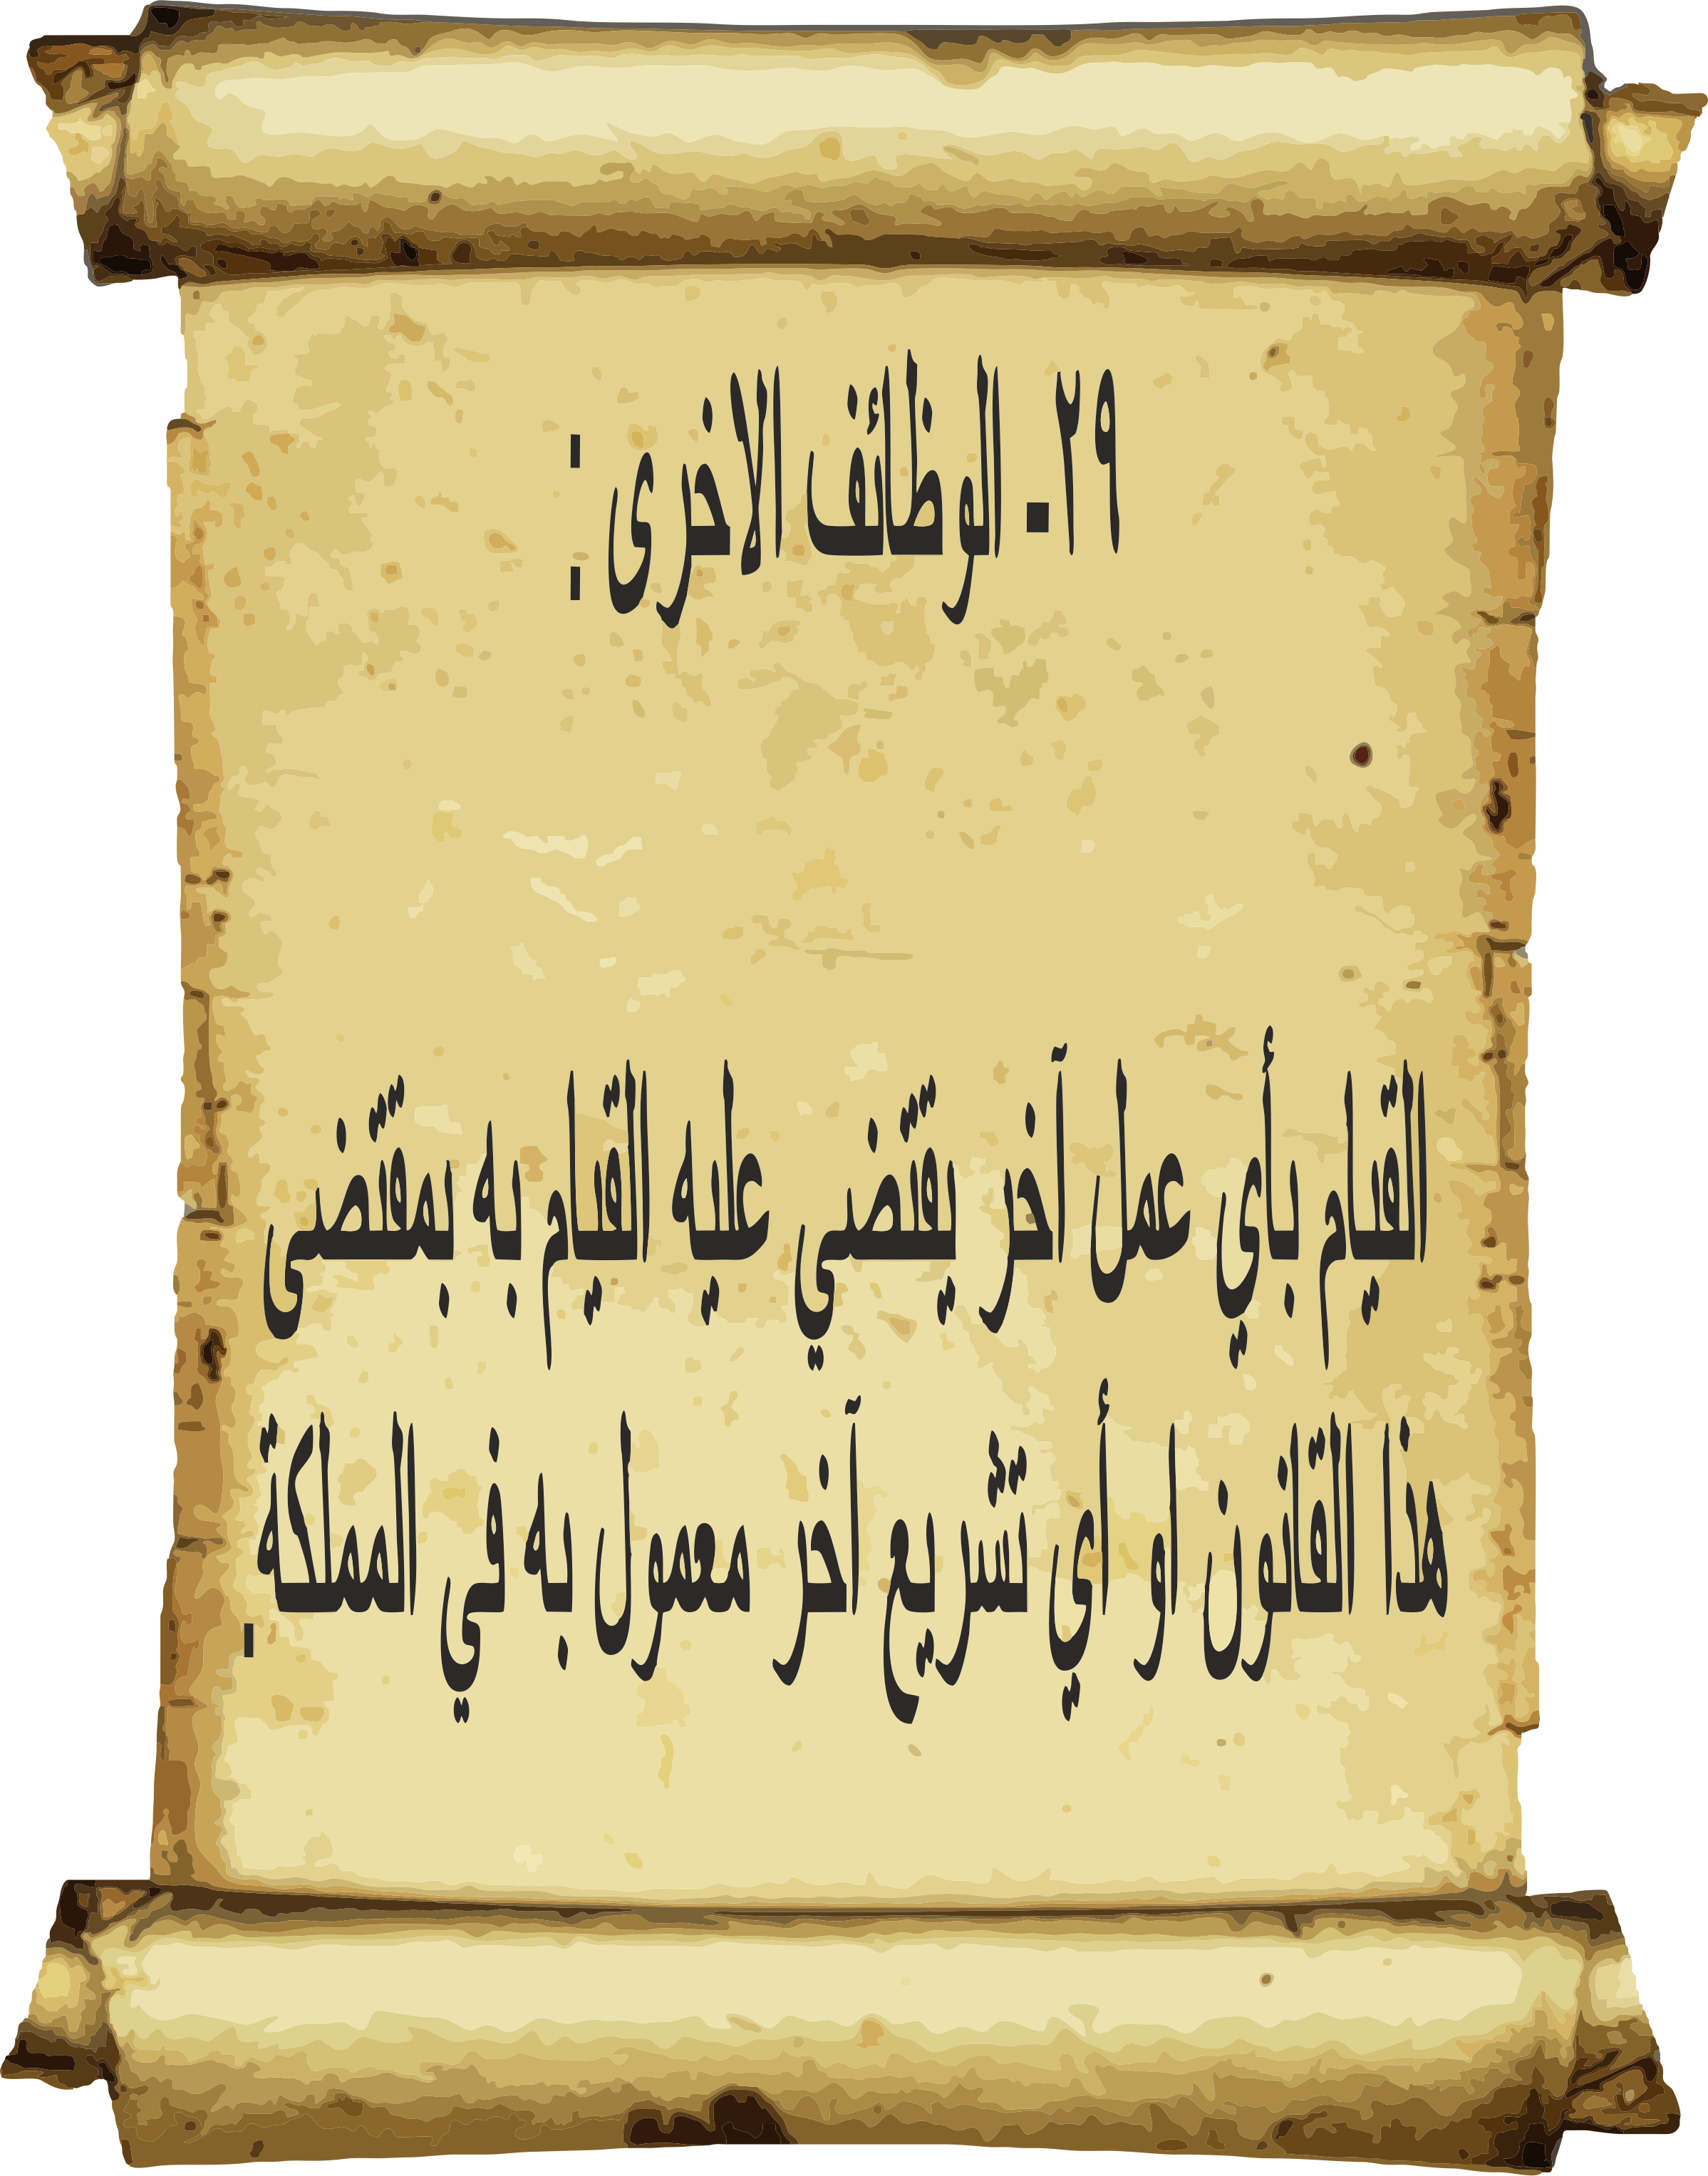 ٢٩- الوظائف الاخرى:
القيام بأي عمل آخر يقتضي عليه القيام به بمقتضى
هذا القانون او أي تشريع آخر معمول به في المملكة.